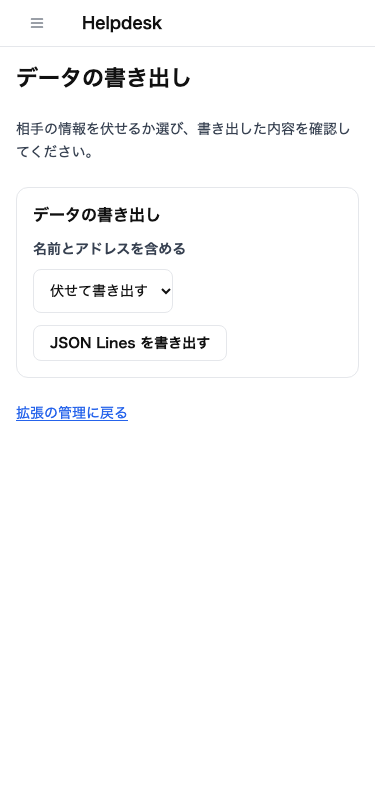 Helpdesk
データの書き出し
相手の情報を伏せるか選び、書き出した内容を確認し
てください。
データの書き出し
名前とアドレスを含める
伏せて書き出す
JSON Lines を書き出す
拡張の管理に戻る